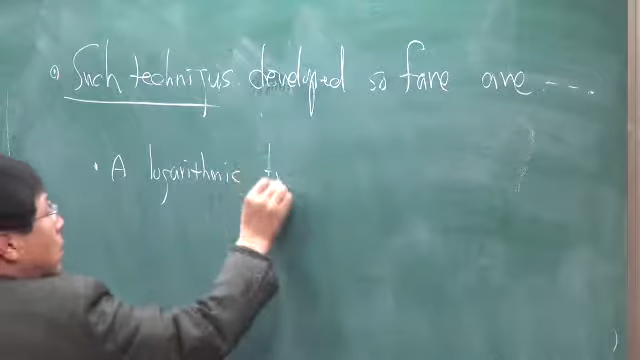 Such techniqus developed so fare are ---.
• A logarithmic